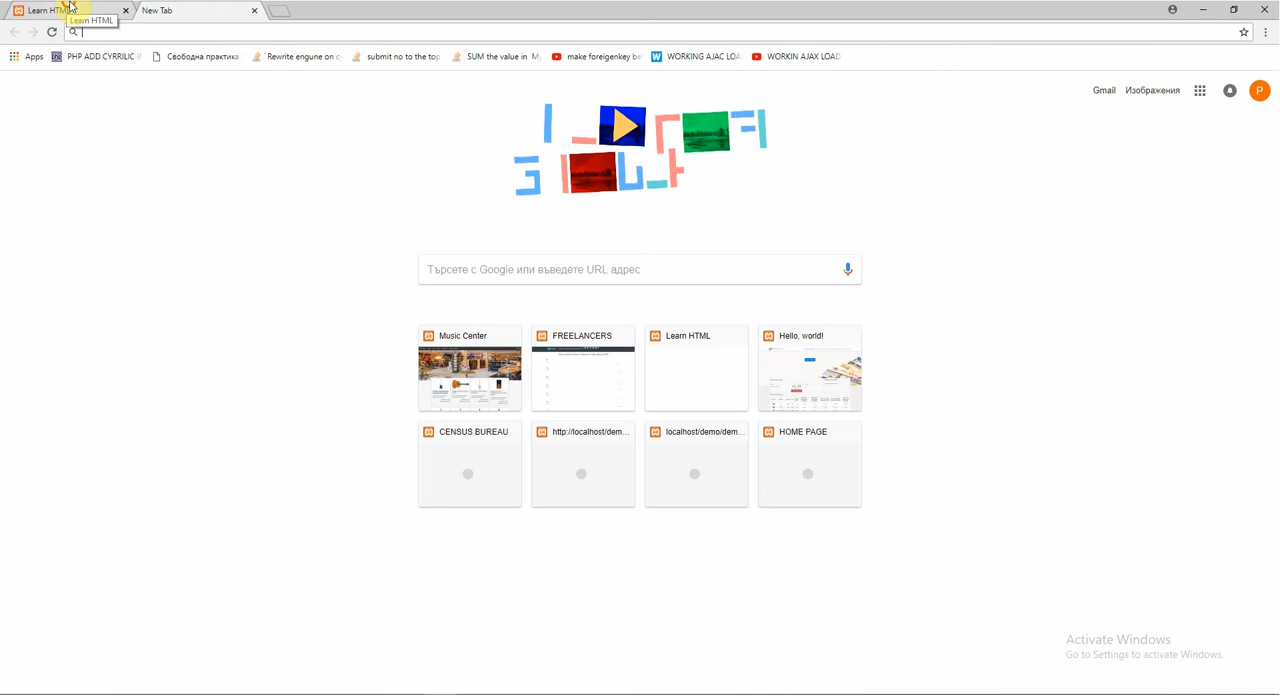 Learn HTML
New Tab
Learn HTML
Apps
PHP ADD CYRRILIC
Свободна практика
Rewrite engune on
submit no to the top
SUM the value in
make foreigenkey be
WORKING AJAC LOA
WORKIN AJAX LOAD
Gmail
Изображения
P
Търсете с Google или въведете URL адрес
Music Center
FREELANCERS
Learn HTML
Hello, world!
CENSUS BUREAU
http://localhost/dem...
localhost/demo/dem...
HOME PAGE
Activate Windows
Go to Settings to activate Windows.